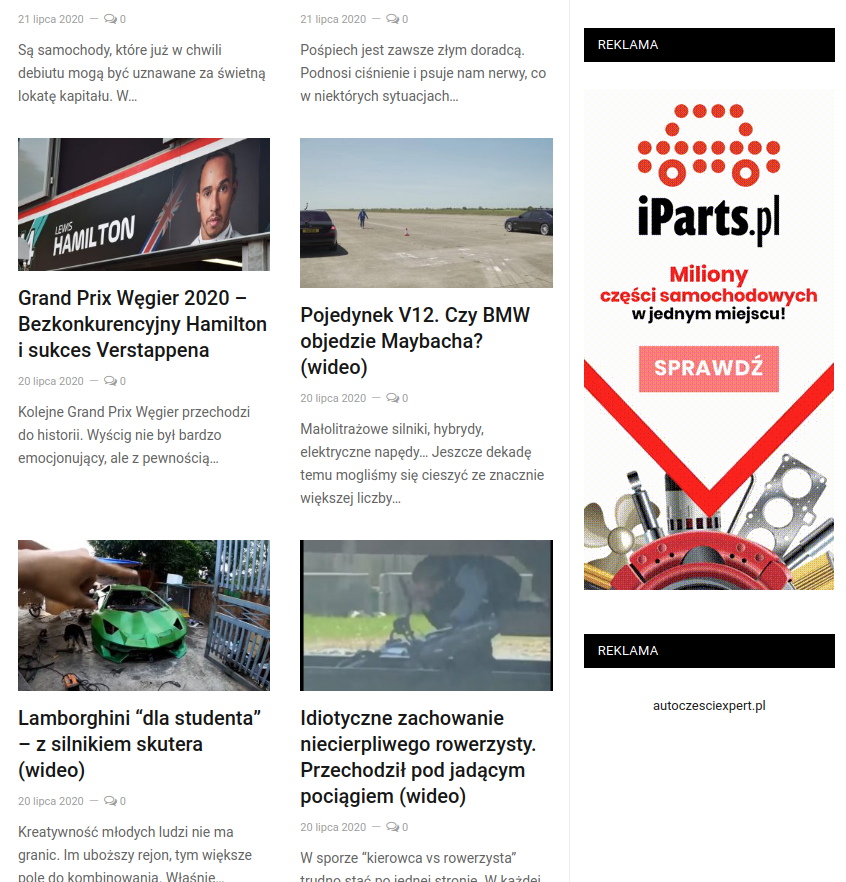 21 lipca 2020 — 0
Są samochody, które już w chwili
debiutu mogą być uznawane za świetną
lokatę kapitału. W...
21 lipca 2020 — 0
Pośpiech jest zawsze złym doradcą.
Podnosi ciśnienie i psuje nam nerwy, co
w niektórych sytuacjach...
LEWIS
HAMILTON
Grand Prix Węgier 2020 –
Bezkonkurencyjny Hamilton
i sukces Verstappena
20 lipca 2020 — 0
Kolejne Grand Prix Węgier przechodzi
do historii. Wyścig nie był bardzo
emocjonujący, ale z pewnością...
Pojedynek V12. Czy BMW
objedzie Maybacha?
(wideo)
20 lipca 2020 — 0
Małolitrażowe silniki, hybrydy,
elektryczne napędy... Jeszcze dekadę
temu mogliśmy się cieszyć ze znacznie
większej liczby...
Lamborghini “dla studenta”
– z silnikiem skutera
(wideo)
20 lipca 2020 — 0
Kreatywność młodych ludzi nie ma
granic. Im uboższy rejon, tym większe
pole do kombinowania. Właśnie...
Idiotyczne zachowanie
niecierpliwego rowerzysty.
Przechodził pod jadącym
pociągiem (wideo)
20 lipca 2020 — 0
W sporze “kierowca vs rowerzysta”
trudno stać po jednej stronie. W każdej
REKLAMA
iParts.pl
Miliony
części samochodowych
w jednym miejscu!
SPRAWDŹ
REKLAMA
autoczesciexpert.pl